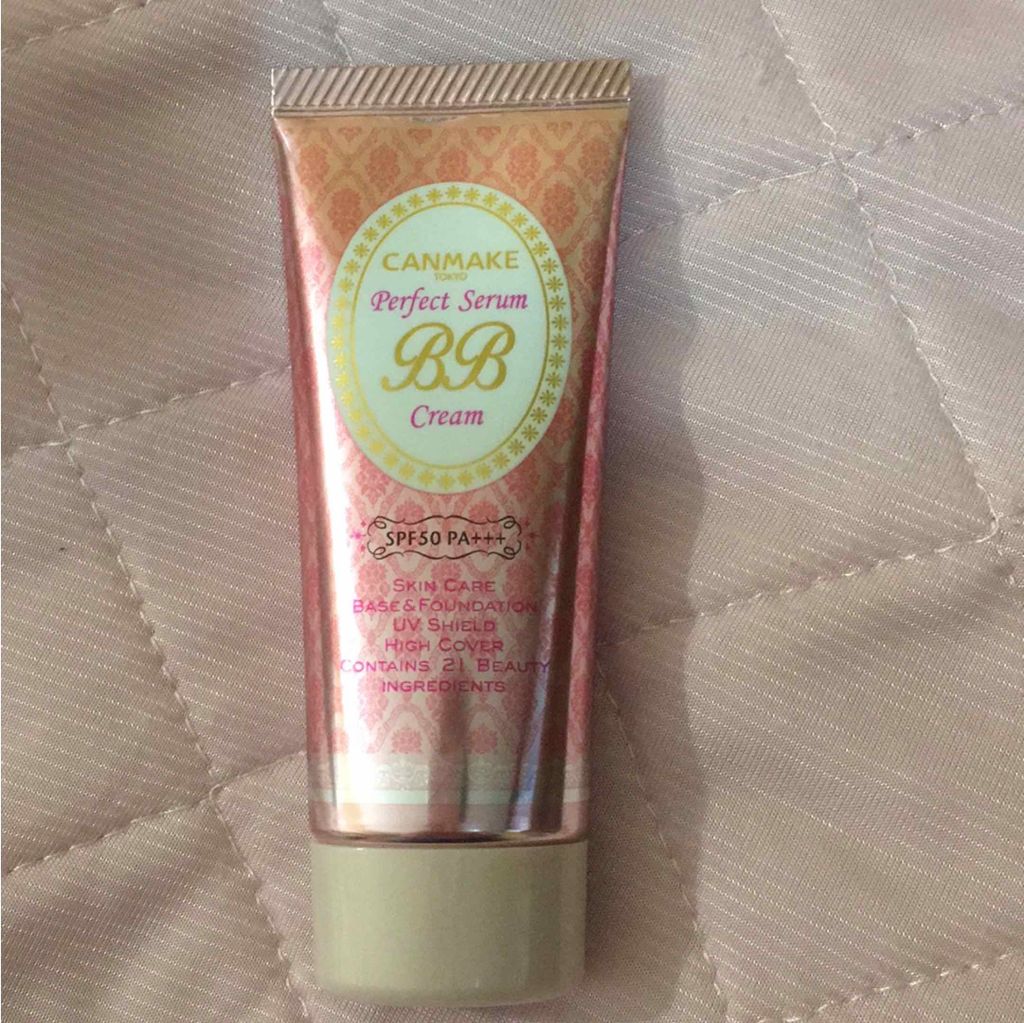 CANMAKE
TOKYO
Perfect Serum
BB
Cream
SPF50 PA+++
SKIN CARE
BASE&FOUNDATION
UV SHIELD
HIGH COVER
CONTAINS 21 BEAUTY
INGREDIENTS